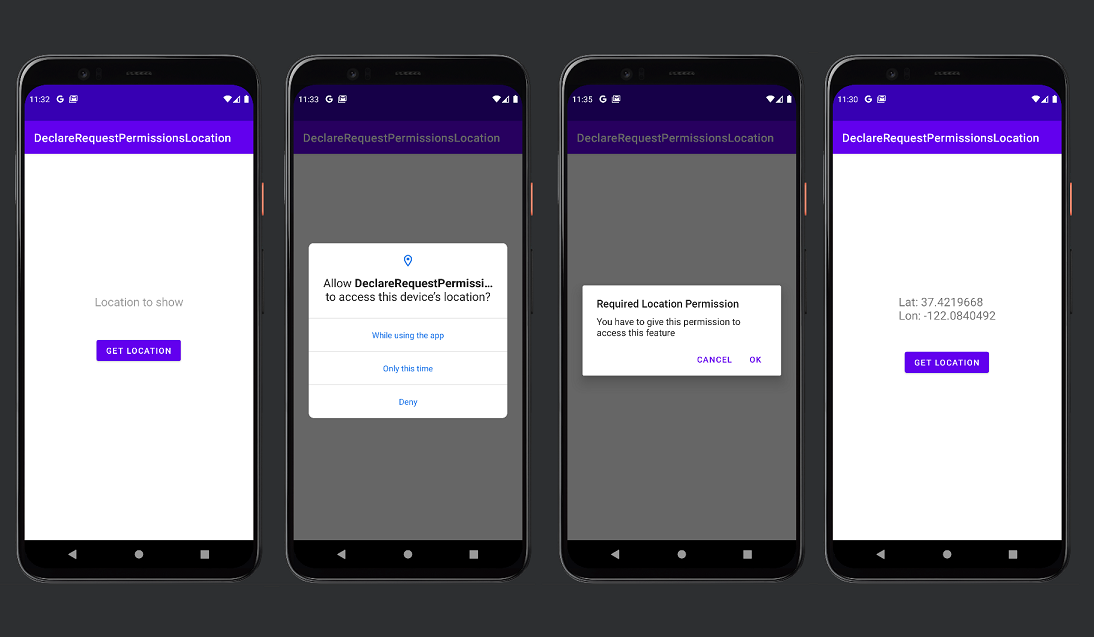 11:32 G
DeclareRequestPermissionsLocation
Location to show
GET LOCATION
11:33 G
DeclareRequestPermissionsLocation
Allow DeclareRequestPermissi...
to access this device's location?
While using the app
Only this time
Deny
11:35 G
DeclareRequestPermissionsLocation
Required Location Permission
You have to give this permission to
access this feature
CANCEL OK
11:30 G
DeclareRequestPermissionsLocation
Lat: 37.4219668
Lon: -122.0840492
GET LOCATION